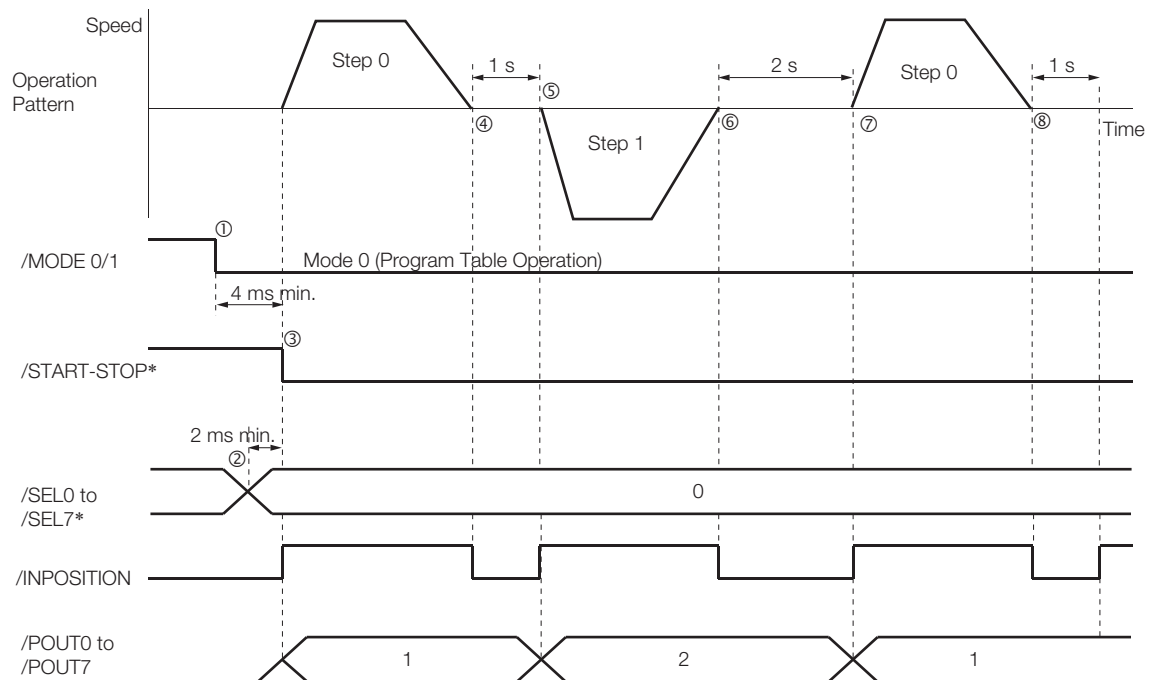 Speed
Operation
Pattern
Step 0
1 s
2 s
Step 0
1 s
④
⑤
Step 1
⑥
⑦
⑧
Time
①
/MODE 0/1
Mode 0 (Program Table Operation)
4 ms min.
③
/START-STOP*
2 ms min.
②
/SEL0 to
/SEL7*
0
/INPOSITION
/POUT0 to
/POUT7
1
2
1